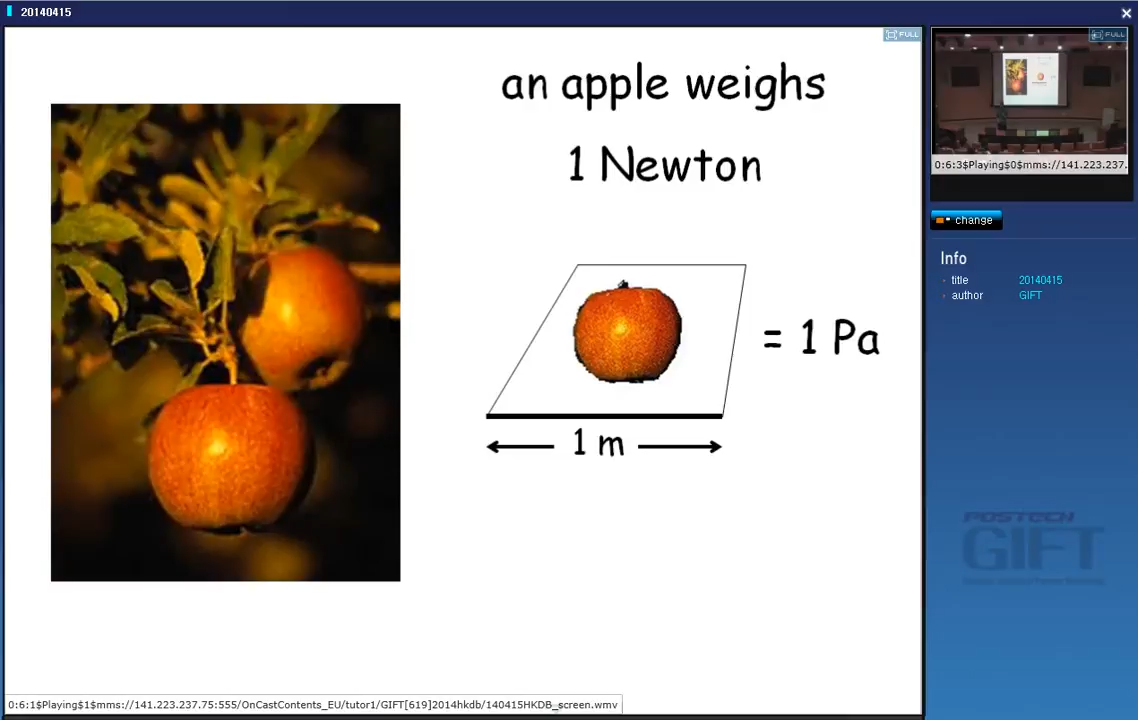 20140415
FULL
an apple weighs
1 Newton
= 1 Pa
1 m
0:6:1$Playing$1$mms://141.223.237.75:555/OnCastContents_EU/tutor1/GIFT[619]2014hkdb/140415HKDB_screen.wmv
FULL
0:6:3$Playing$0$mms://141.223.237.
change
Info
title 20140415
author GIFT
POSTECH
GIFT